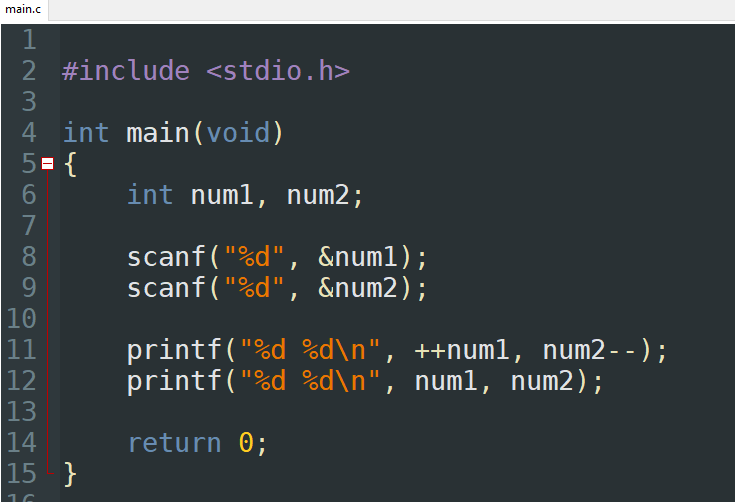 main.c
1
2 #include <stdio.h>
3
4 int main(void)
5 {
6     int num1, num2;
7
8     scanf("%d", &num1);
9     scanf("%d", &num2);
10
11     printf("%d %d\n", ++num1, num2--);
12     printf("%d %d\n", num1, num2);
13
14     return 0;
15 }
16